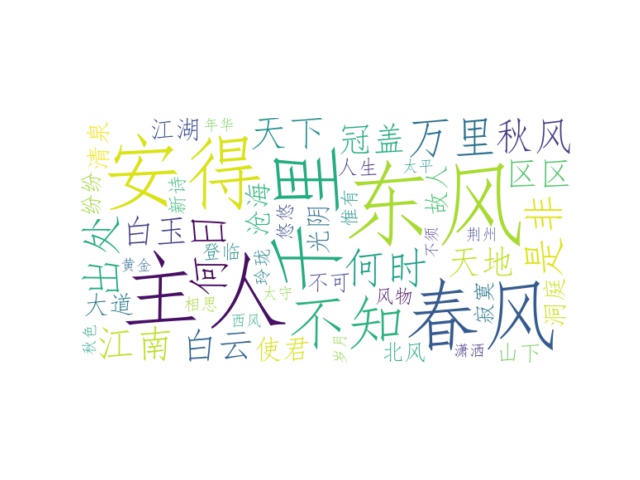 年华
江湖
天下
冠盖
万里
秋风
清泉
安得
千里
东风
人生
太平
区区
纷纷
新诗
沧海
悠悠
光阴
惟有
故人
不须
荆州
是非
出处
白玉
何日
登临
玲珑
不可
何时
天地
洞庭
黄金
大道
主人
相思
太守
不知
风物
春风
寂寞
秋色
江南
白云
西风
使君
岁月
北风
潇洒
山下